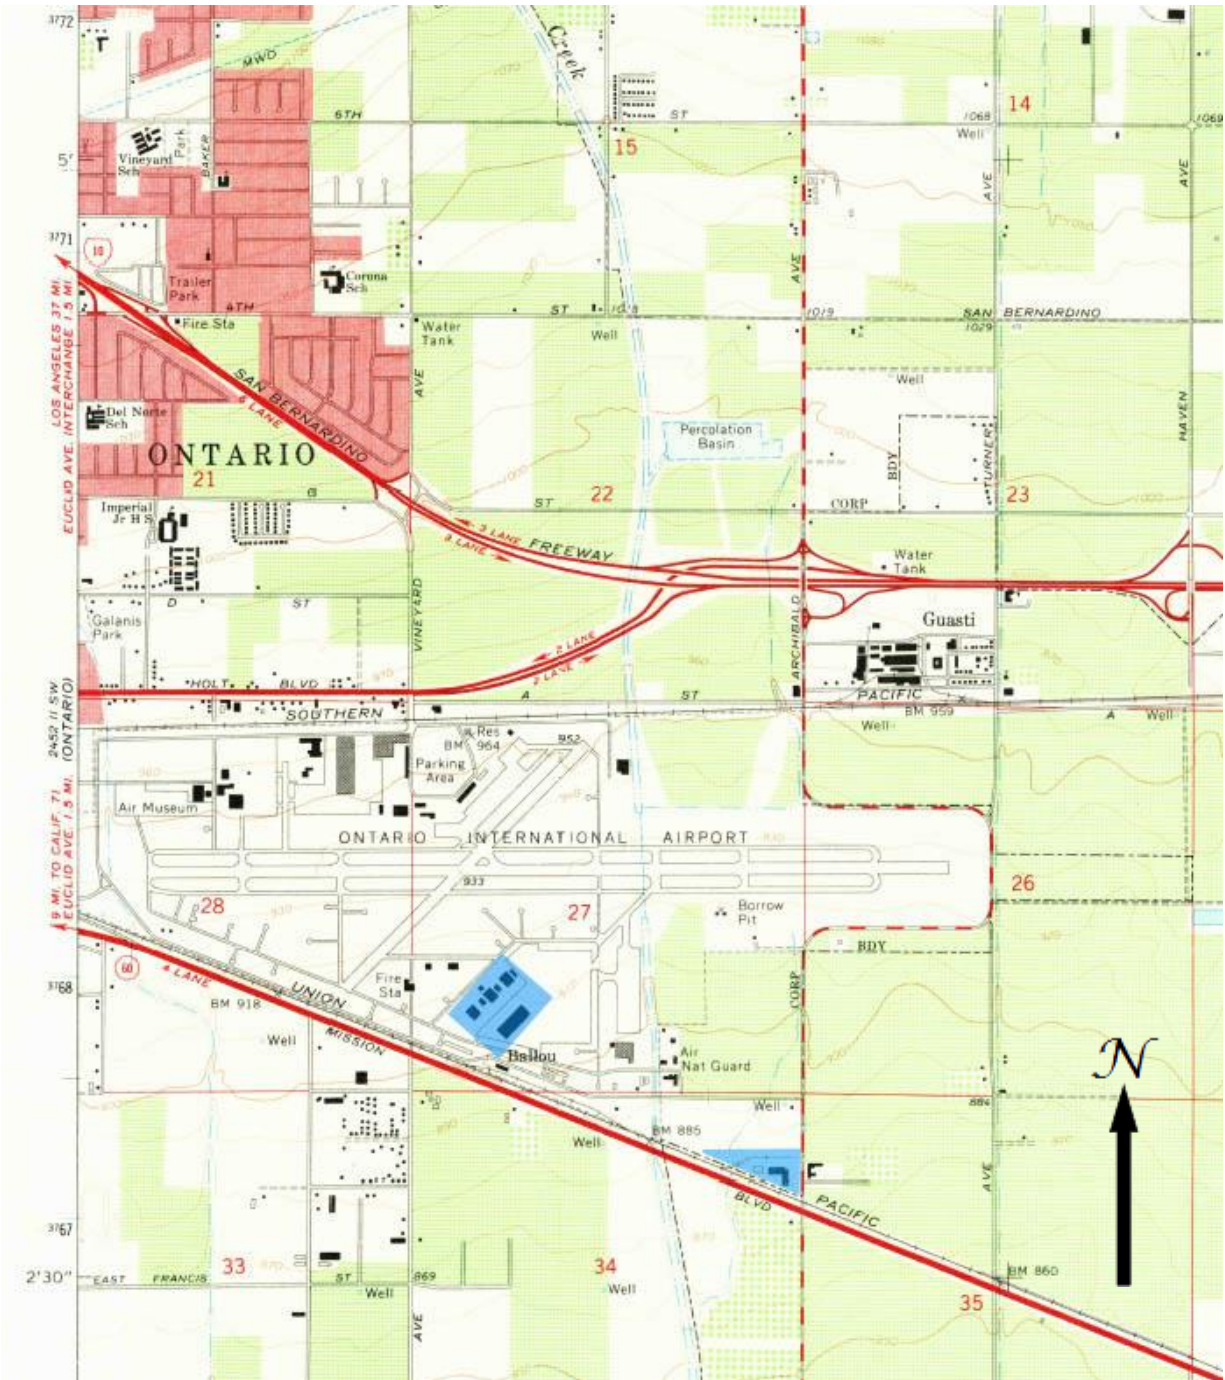 3772
T
MWD
Creek
14
6TH
ST
1068
1069
Well
15
5'
Vineyard
Sch
Park
BAKER
AVE
AVE
3771
10
Corona
Sch
AVE
Trailer
Park
4TH
ST
1019
SAN BERNARDINO
1029
Fire Sta
Water
Tank
Well
LOS ANGELES 37 MI.
EUCLID AVE. INTERCHANGE 1.5 MI.
SAN BERNARDINO
6 LANE
AVE
Well
Del Norte
Sch
Percolation
Basin
TURNER
HAVEN
BDY
ONTARIO
21
G
ST
22
CORP
23
Imperial
Jr H S
3 LANE
3 LANE
FREEWAY
Water
Tank
D
ST
VINEYARD
Galanis
Park
ARCHIBALD
Guasti
2 LANE
2 LANE
HOLT
BLVD
A
ST
PACIFIC
SOUTHERN
BM 959
A
Well
Well
2452 II SW
(ONTARIO)
Res
BM 964
952
Parking
Area
Air Museum
ONTARIO INTERNATIONAL AIRPORT
933
26
28
27
Borrow
Pit
BDY
.9 MI. TO CALIF. 71
EUCLID AVE. 1.5 MI.
60
4 LANE
Fire
Sta
CORP
3768
BM 918
UNION
MISSION
Well
Ballou
Air
Nat Guard
N
884
Well
BM 885
Well
AVE
BLVD
PACIFIC
3767
33
34
2'30"
EAST FRANCIS
ST
869
Well
Well
BM 860
35
AVE